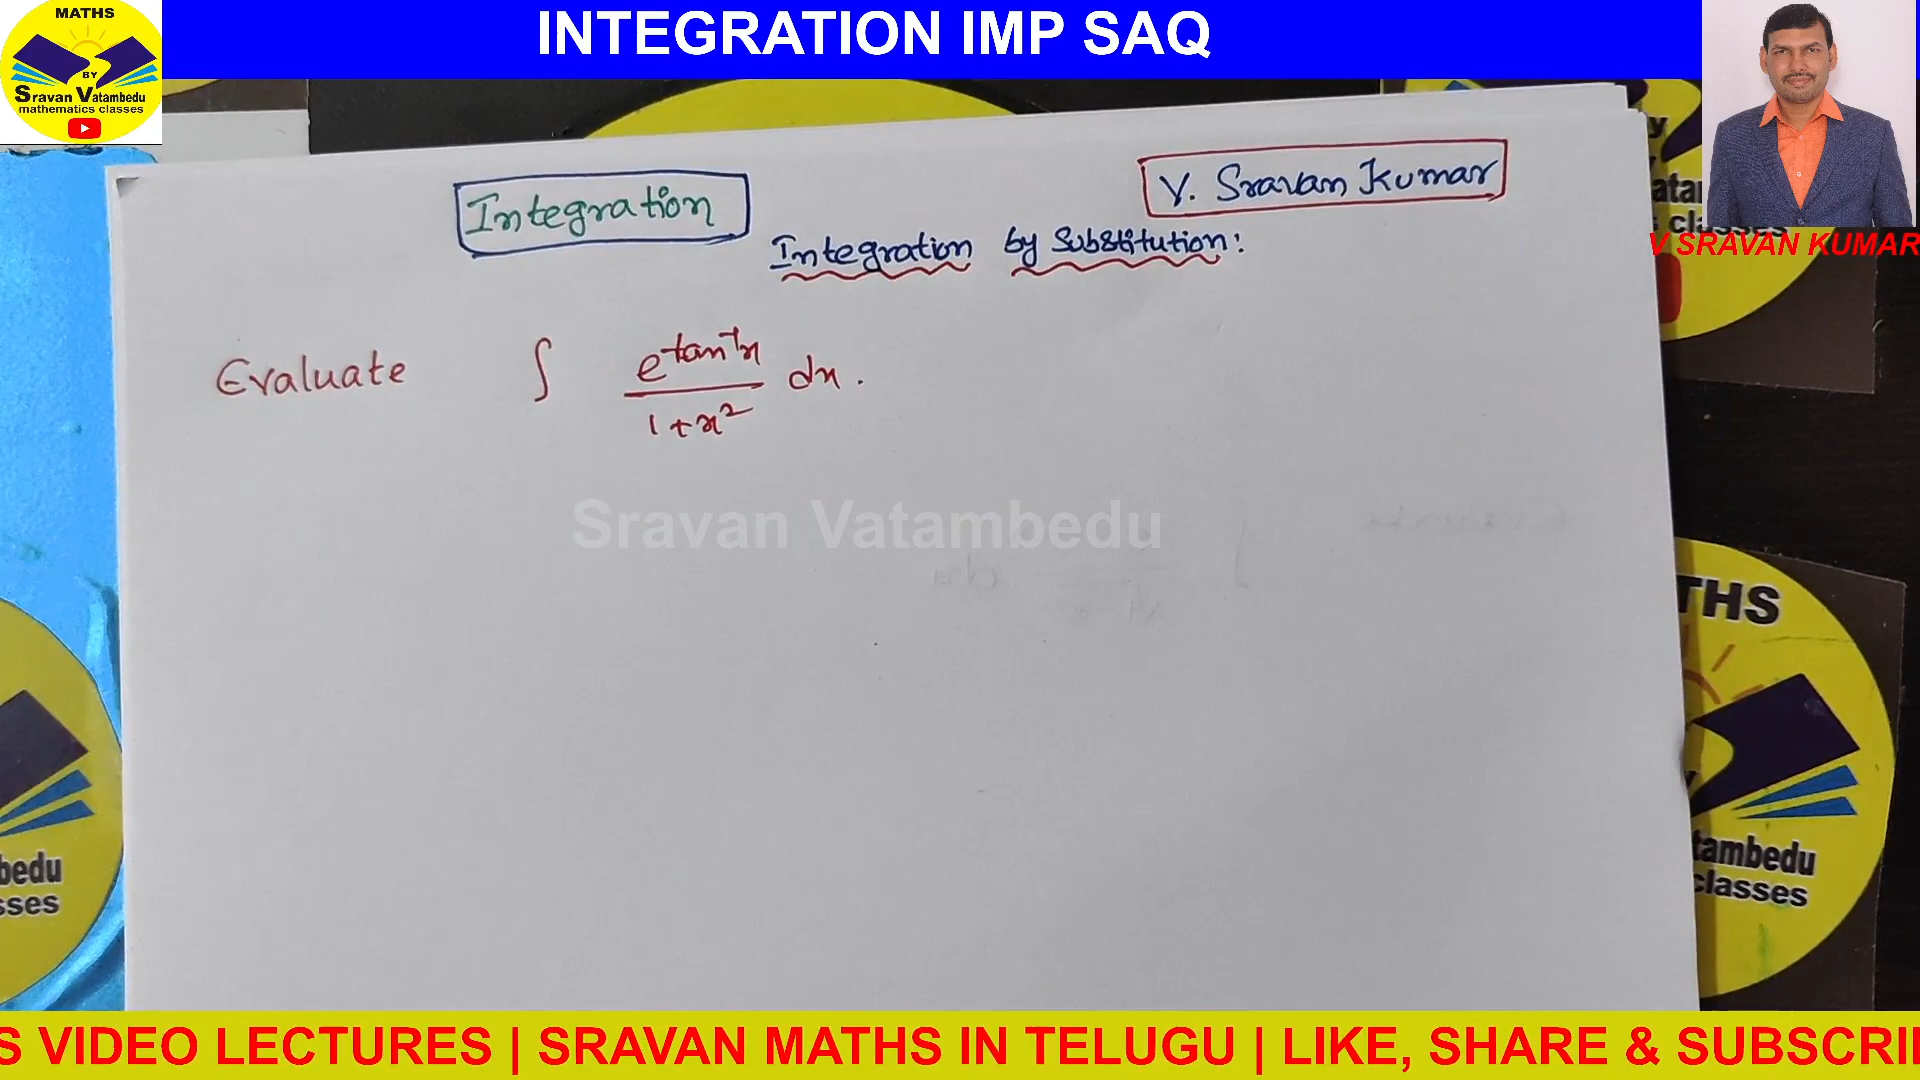 MATHS
BY
Sravan Vatambedu
mathematics classes
INTEGRATION IMP SAQ
Integration
V. Sravan Kumar
V SRAVAN KUMAR
Integration by Substitution:
Evaluate ∫ e^{tan⁻¹x}/(1+x²) dx.
Sravan Vatambedu
THS
tambedu
classes
bedu
sses
S VIDEO LECTURES | SRAVAN MATHS IN TELUGU | LIKE, SHARE & SUBSCRI